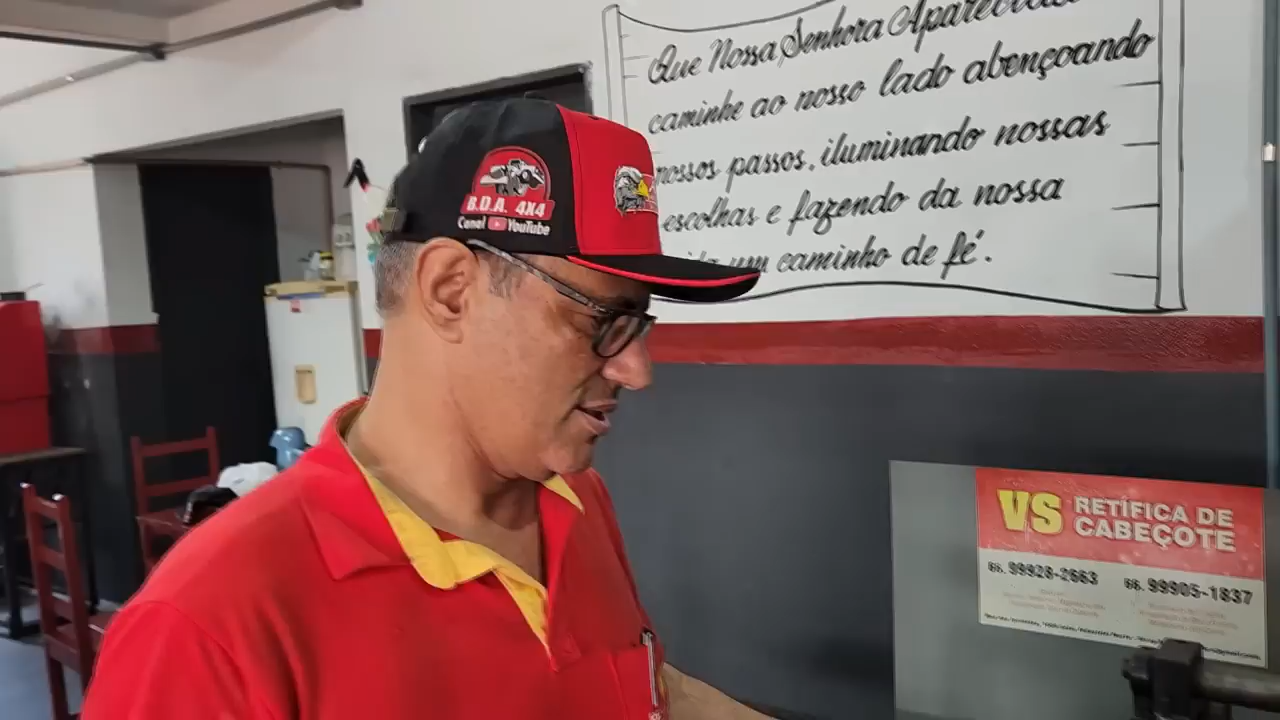 Que Nossa Senhora Aparecida
caminhe ao nosso lado abençoando
nossos passos, iluminando nossas
escolhas e fazendo da nossa
um caminho de fé.
B.D.A. 4X4
Canal YouTube
VS RETÍFICA DE
CABEÇOTE
66. 99928-2663
66. 99905-1837